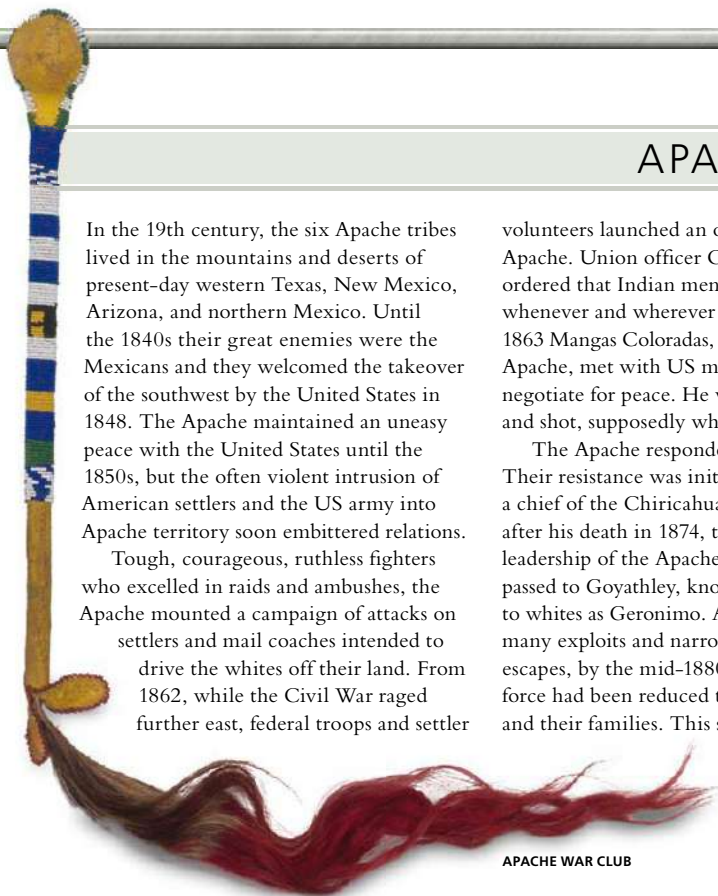 APA
In the 19th century, the six Apache tribes
lived in the mountains and deserts of
present-day western Texas, New Mexico,
Arizona, and northern Mexico. Until
the 1840s their great enemies were the
Mexicans and they welcomed the takeover
of the southwest by the United States in
1848. The Apache maintained an uneasy
peace with the United States until the
1850s, but the often violent intrusion of
American settlers and the US army into
Apache territory soon embittered relations.
Tough, courageous, ruthless fighters
who excelled in raids and ambushes, the
Apache mounted a campaign of attacks on
settlers and mail coaches intended to
drive the whites off their land. From
1862, while the Civil War raged
further east, federal troops and settler
volunteers launched an
Apache. Union officer
ordered that Indian men
whenever and wherever
1863 Mangas Coloradas,
Apache, met with US m
negotiate for peace. He
and shot, supposedly wh
The Apache responde
Their resistance was init
a chief of the Chiricahua
after his death in 1874, t
leadership of the Apache
passed to Goyathley, kno
to whites as Geronimo. A
many exploits and narro
escapes, by the mid-1880
force had been reduced t
and their families. This s
APACHE WAR CLUB